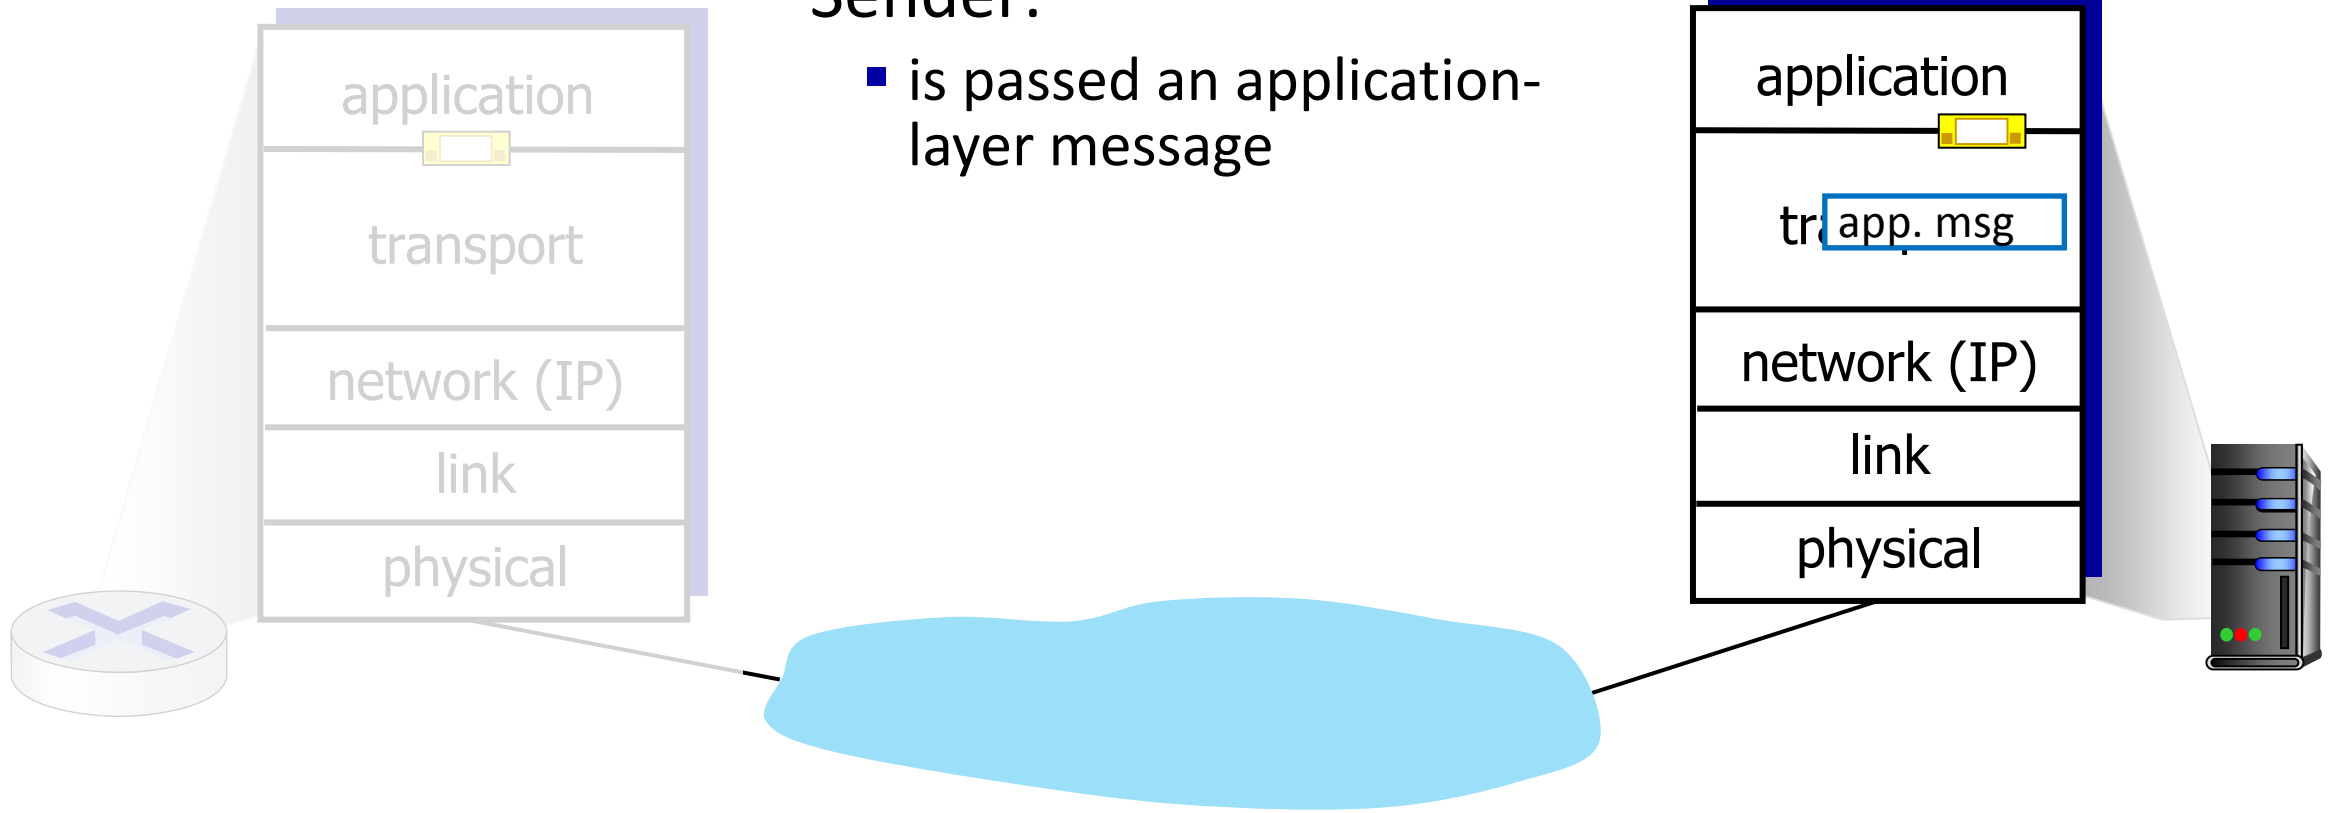 application
transport
network (IP)
link
physical
Sender:
is passed an application-
layer message
application
app. msg
network (IP)
link
physical